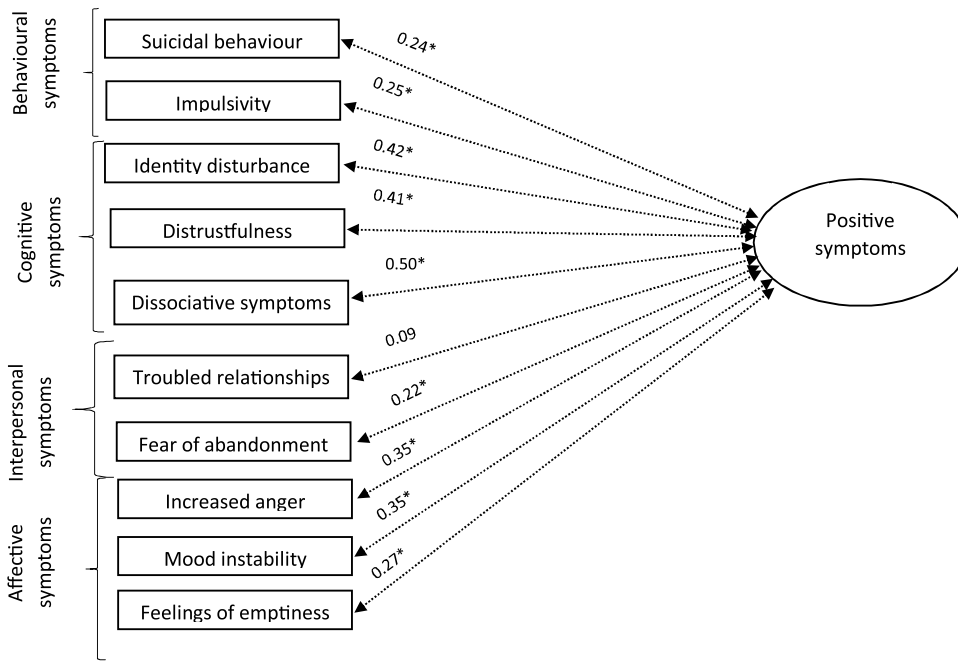 Behavioural
symptoms
Suicidal behaviour
0.24*
Impulsivity
0.25*
Cognitive
symptoms
Identity disturbance
0.42*
Distrustfulness
0.41*
Dissociative symptoms
0.50*
Interpersonal
symptoms
Troubled relationships
0.09
Fear of abandonment
0.22*
Affective
symptoms
Increased anger
0.35*
Mood instability
0.35*
Feelings of emptiness
0.27*
Positive
symptoms